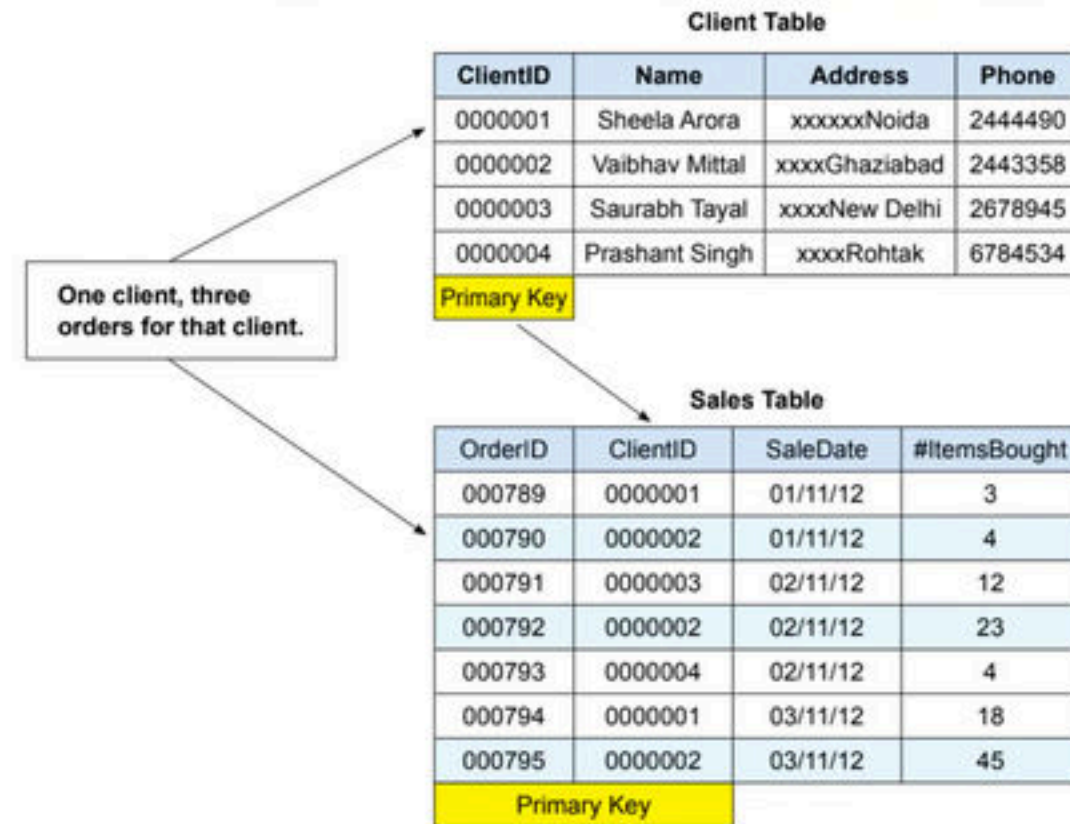 Client Table
ClientID Name Address Phone
0000001 Sheela Arora xxxxxxNoida 2444490
0000002 Vaibhav Mittal xxxxGhaziabad 2443358
0000003 Saurabh Tayal xxxxNew Delhi 2678945
0000004 Prashant Singh xxxxRohtak 6784534
Primary Key
One client, three
orders for that client.
Sales Table
OrderID ClientID SaleDate #ItemsBought
000789 0000001 01/11/12 3
000790 0000002 01/11/12 4
000791 0000003 02/11/12 12
000792 0000002 02/11/12 23
000793 0000004 02/11/12 4
000794 0000001 03/11/12 18
000795 0000002 03/11/12 45
Primary Key